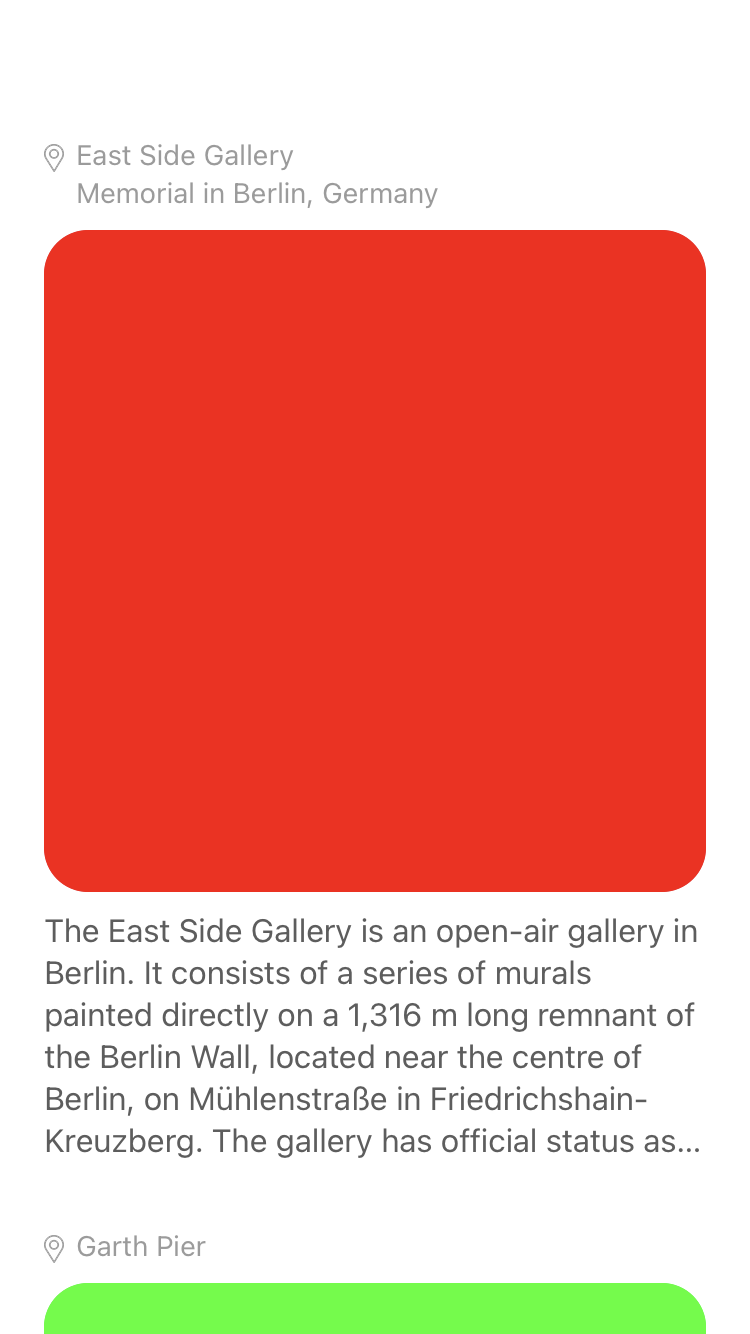 East Side Gallery
Memorial in Berlin, Germany
The East Side Gallery is an open-air gallery in
Berlin. It consists of a series of murals
painted directly on a 1,316 m long remnant of
the Berlin Wall, located near the centre of
Berlin, on Mühlenstraße in Friedrichshain-
Kreuzberg. The gallery has official status as...
Garth Pier